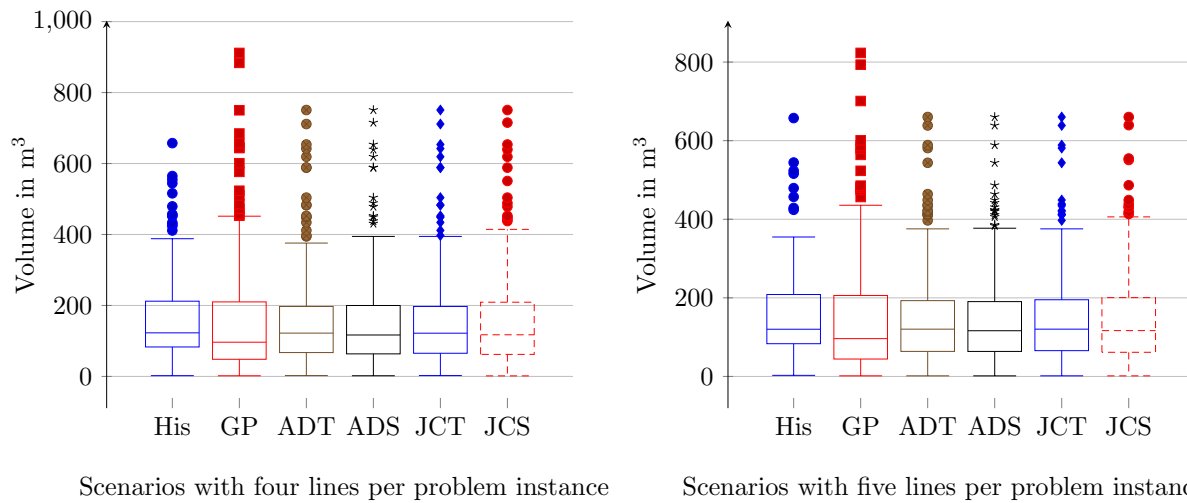 1,000
800
600
400
200
0
Volume in m³
His GP ADT ADS JCT JCS
Scenarios with four lines per problem instance
800
600
400
200
0
Volume in m³
His GP ADT ADS JCT JCS
Scenarios with five lines per problem instanc